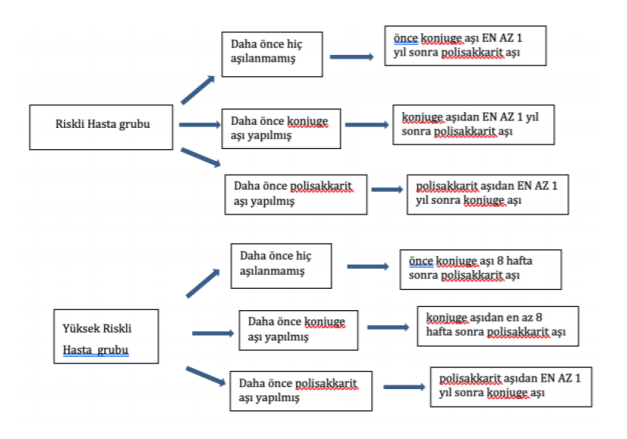 Daha önce hiç
aşılanmamış
önce konjuge aşı EN AZ 1
yıl sonra polisakkarit aşı
Riskli Hasta grubu
Daha önce konjuge
aşı yapılmış
konjuge aşıdan EN AZ 1 yıl
sonra polisakkarit aşı
Daha önce polisakkarit
aşı yapılmış
polisakkarit aşıdan EN AZ 1
yıl sonra konjuge aşı
Daha önce hiç
aşılanmamış
önce konjuge aşı 8 hafta
sonra polisakkarit aşı
Yüksek Riskli
Hasta grubu
Daha önce konjuge
aşı yapılmış
konjuge aşıdan en az 8
hafta sonra polisakkarit aşı
Daha önce polisakkarit
aşı yapılmış
polisakkarit aşıdan EN AZ 1
yıl sonra konjuge aşı